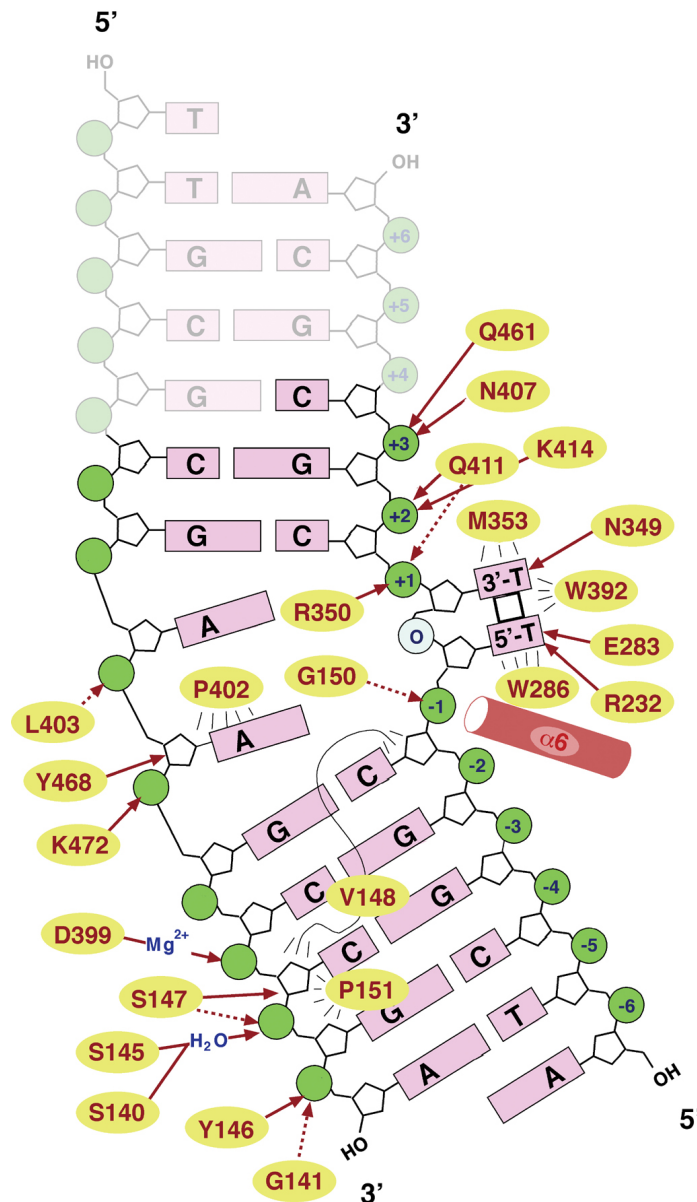 5’
HO
T
3’
OH
T A
+6
G C
+5
C G
+4
G C
Q461
N407
+3
C G
Q411
K414
+2
G C
M353
N349
+1
3’-T
W392
R350
A
O
5’-T
E283
P402
G150
W286
R232
L403
-1
α6
A
Y468
-2
C
K472
G
-3
G
C
V148
-4
G
D399
Mg2+
C
-5
C
P151
S147
G
-6
S145
H2O
T
A
A
S140
OH
Y146
HO
5
G141
3’